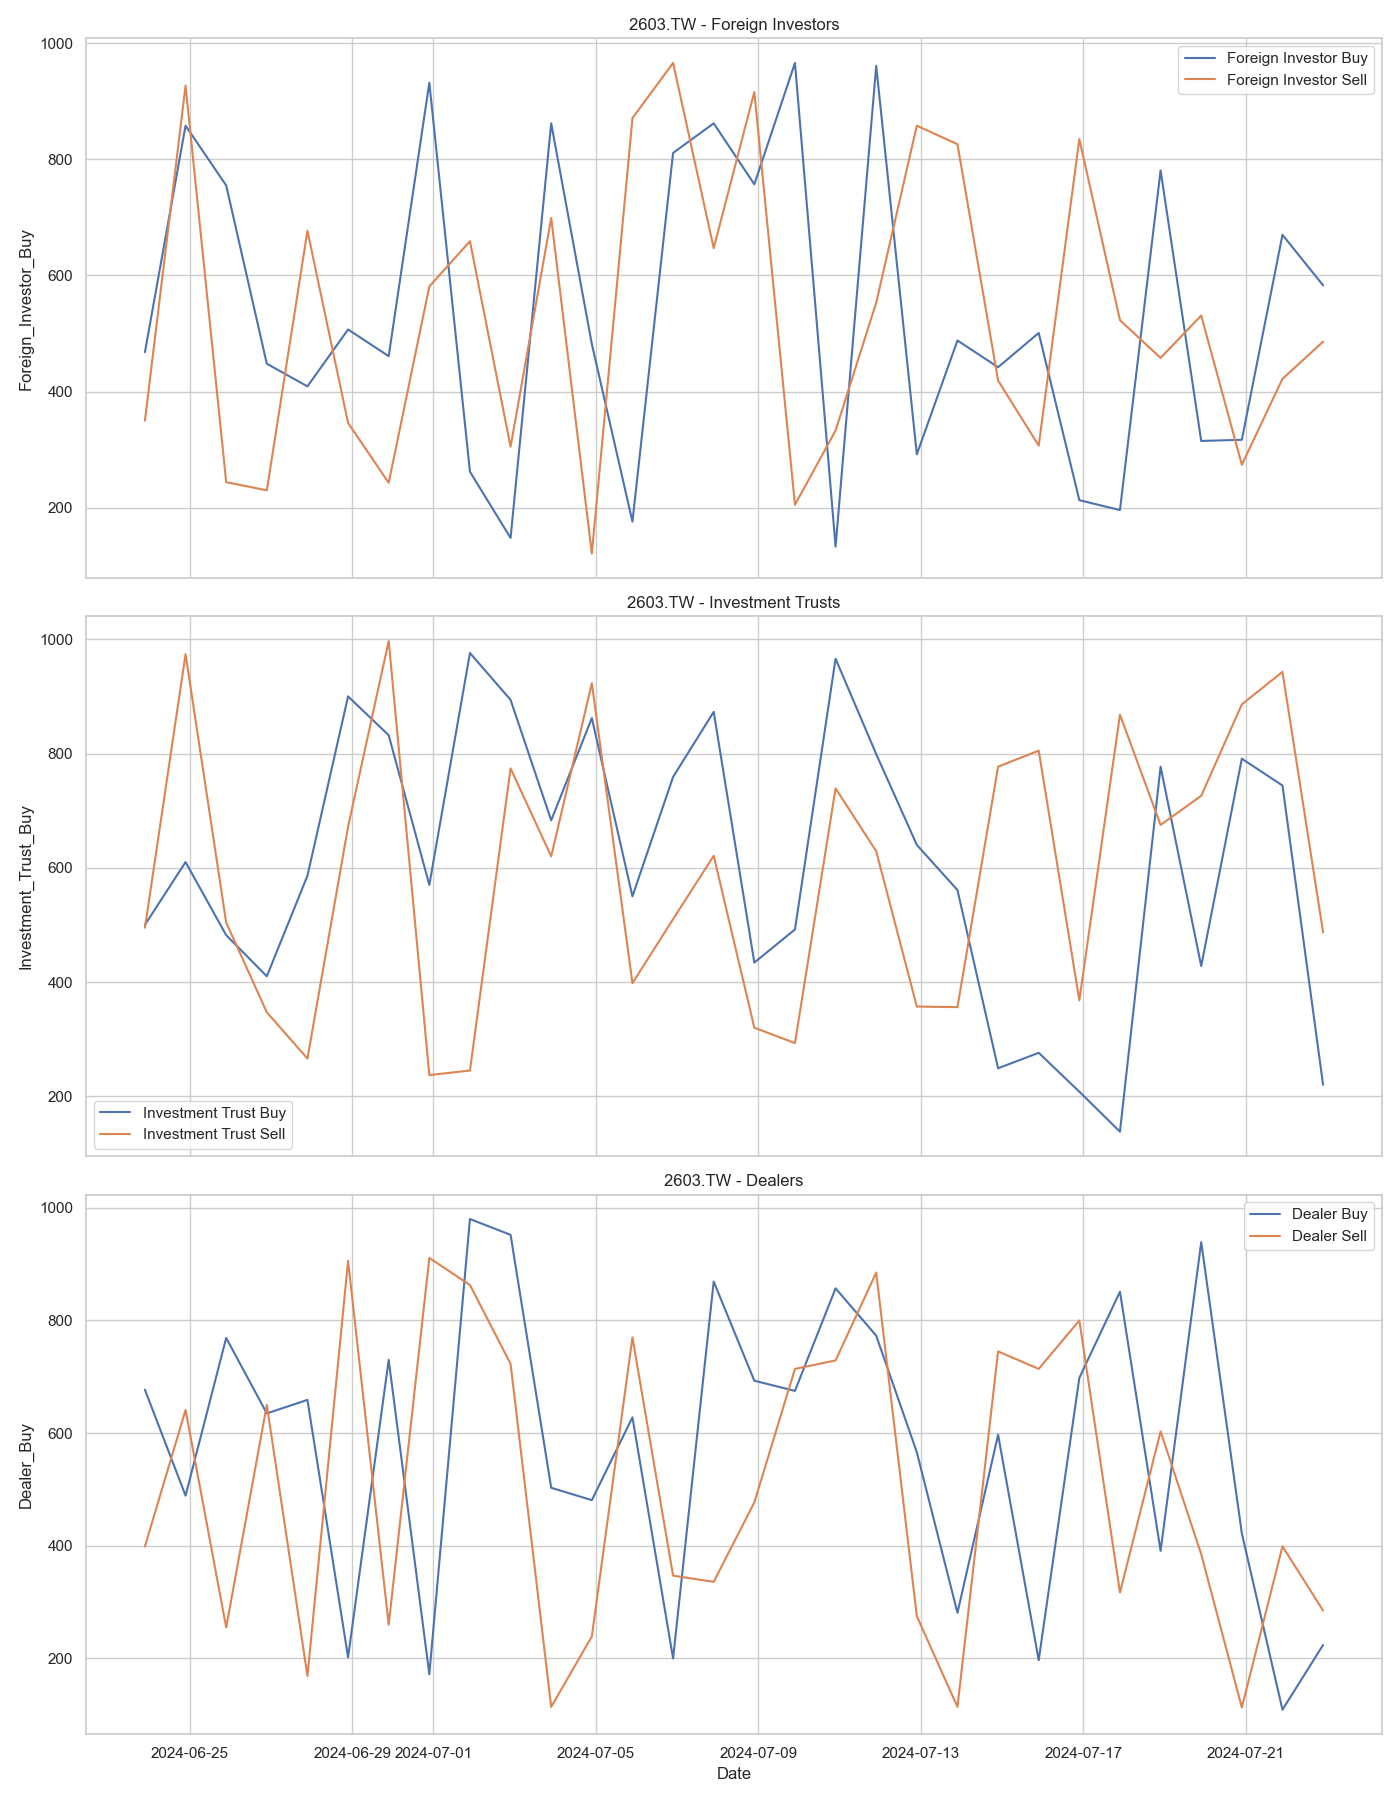 2603.TW - Foreign Investors
Foreign_Investor_Buy
1000
800
600
400
200
Foreign Investor Buy
Foreign Investor Sell
2603.TW - Investment Trusts
Investment_Trust_Buy
1000
800
600
400
200
Investment Trust Buy
Investment Trust Sell
2603.TW - Dealers
Dealer_Buy
1000
800
600
400
200
Dealer Buy
Dealer Sell
2024-06-25 2024-06-29 2024-07-01 2024-07-05 2024-07-09 2024-07-13 2024-07-17 2024-07-21
Date